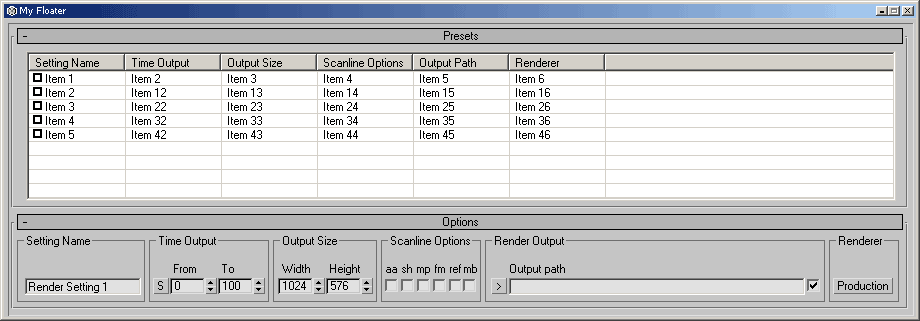 My Floater
- Presets
Setting Name Time Output Output Size Scanline Options Output Path Renderer
Item 1 Item 2 Item 3 Item 4 Item 5 Item 6
Item 2 Item 12 Item 13 Item 14 Item 15 Item 16
Item 3 Item 22 Item 23 Item 24 Item 25 Item 26
Item 4 Item 32 Item 33 Item 34 Item 35 Item 36
Item 5 Item 42 Item 43 Item 44 Item 45 Item 46
- Options
Setting Name Time Output Output Size Scanline Options Render Output Renderer
From To Width Height aa sh mp fm ref mb Output path
Render Setting 1 S 0 100 1024 576 > Production